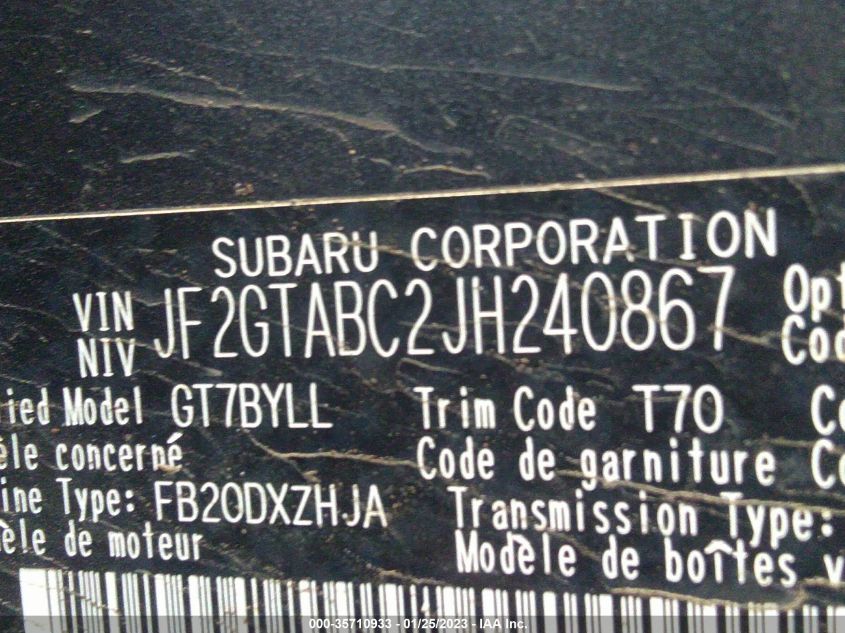 SUBARU CORPORATION
VIN JF2GTABC2JH240867
NIV
Model GT7BYLL Trim Code T70
concerné Code de garniture
Type: FB20DXZHJA Transmission Type:
de moteur Modèle de boîtes
000-35710933 - 01/25/2023 - IAA Inc.